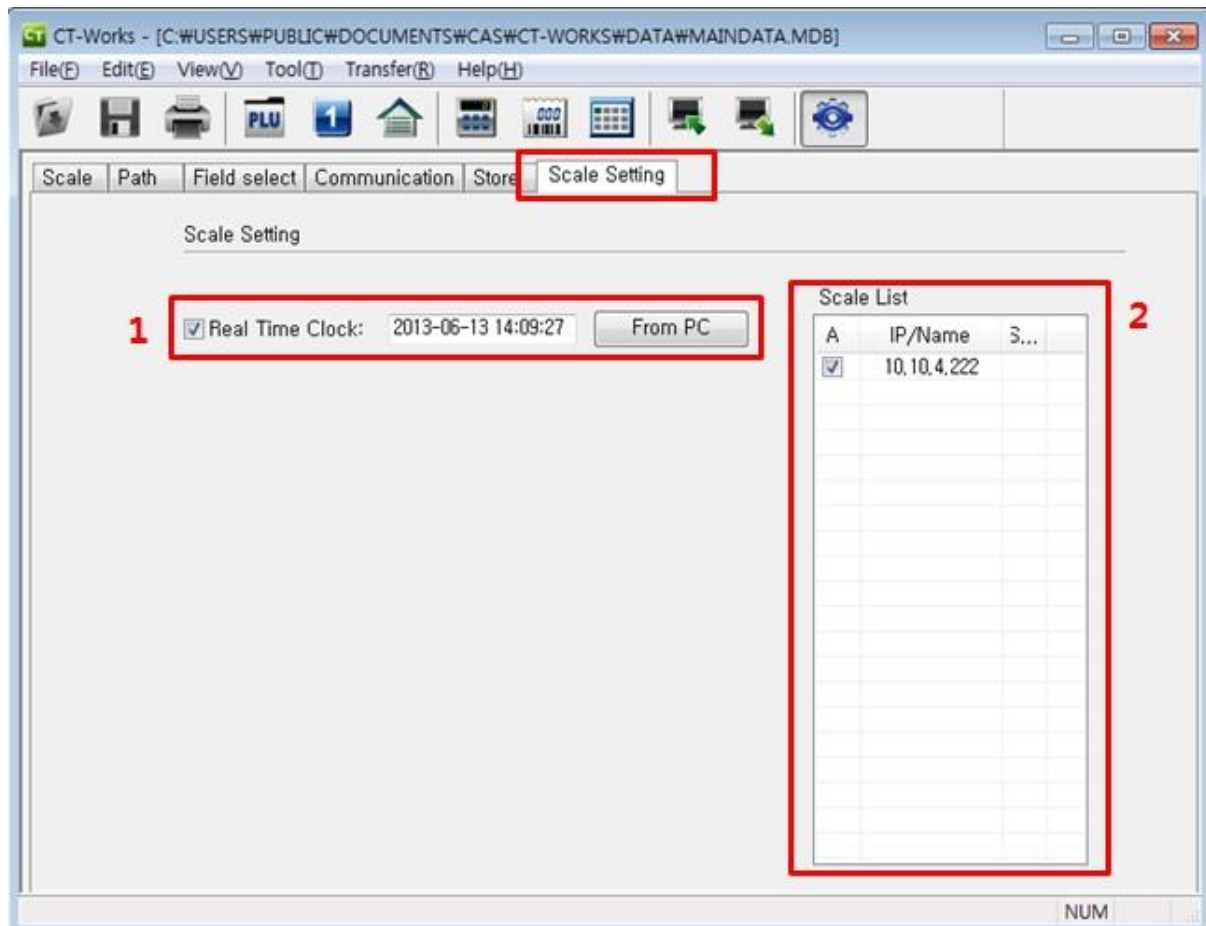 CT-Works - [C:₩USERS₩PUBLIC₩DOCUMENTS₩CAS₩CT-WORKS₩DATA₩MAINDATA.MDB]
File(F) Edit(E) View(V) Tool(T) Transfer(R) Help(H)
PLU 1 000
Scale Path Field select Communication Store Scale Setting
Scale Setting
1 Real Time Clock: 2013-06-13 14:09:27 From PC
Scale List
2
A IP/Name S...
10.10.4.222
NUM